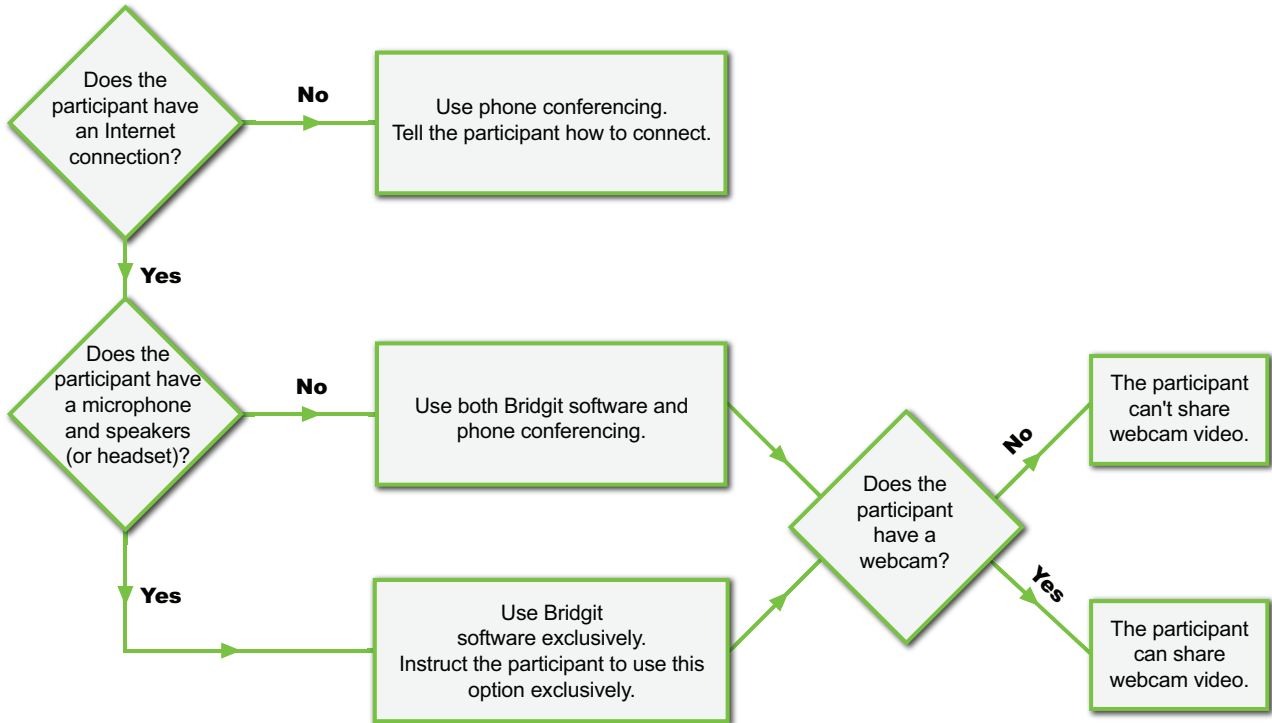 Does the
participant have
an Internet
connection?
No
Use phone conferencing.
Tell the participant how to connect.
Yes
Does the
participant have
a microphone
and speakers
(or headset)?
No
Use both Bridgit software and
phone conferencing.
Yes
Use Bridgit
software exclusively.
Instruct the participant to use this
option exclusively.
Does the
participant
have a
webcam?
No
The participant
can't share
webcam video.
Yes
The participant
can share
webcam video.